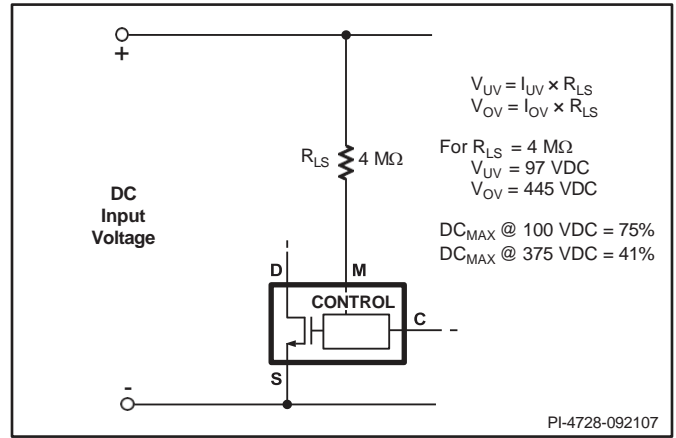 +
V_UV = I_UV × R_LS
V_OV = I_OV × R_LS
R_LS 4 MΩ
For R_LS = 4 MΩ
V_UV = 97 VDC
V_OV = 445 VDC
DC
Input
Voltage
DC_MAX @ 100 VDC = 75%
DC_MAX @ 375 VDC = 41%
D M
CONTROL
C
S
-
PI-4728-092107